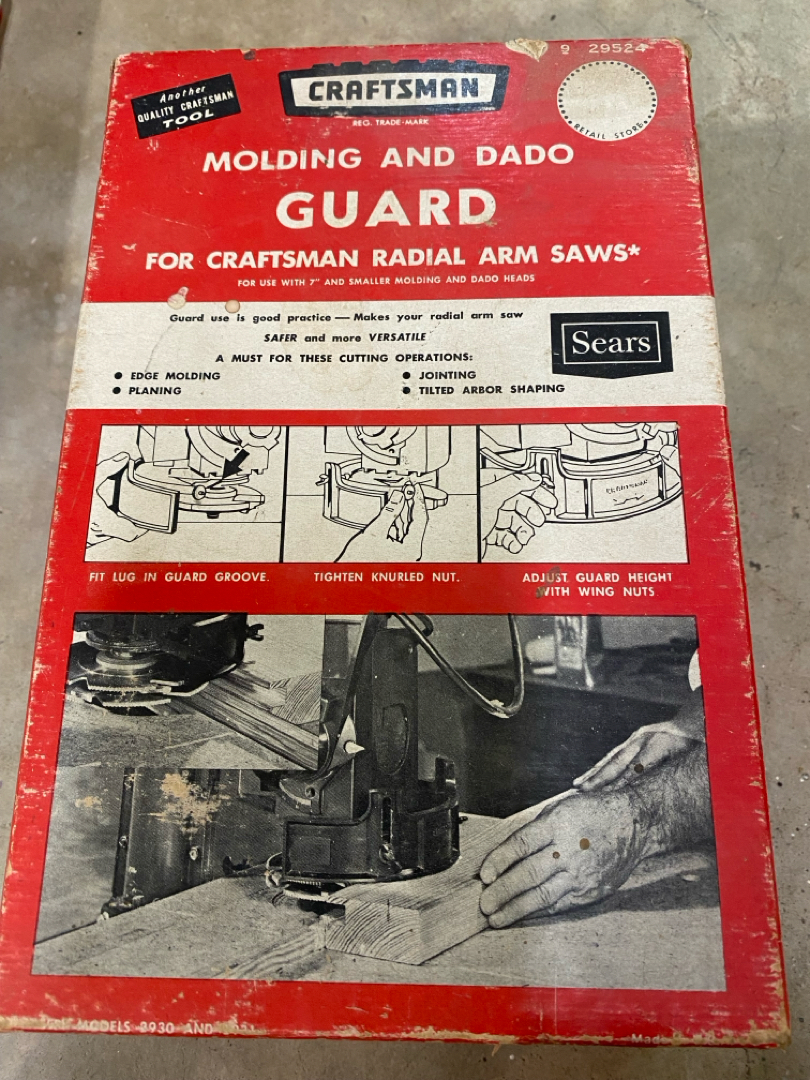 9 29524
Another
QUALITY CRAFTSMAN
TOOL
CRAFTSMAN
REG. TRADE-MARK
RETAIL STORE
MOLDING AND DADO
GUARD
FOR CRAFTSMAN RADIAL ARM SAWS*
FOR USE WITH 7" AND SMALLER MOLDING AND DADO HEADS
Guard use is good practice — Makes your radial arm saw
SAFER and more VERSATILE
A MUST FOR THESE CUTTING OPERATIONS:
● EDGE MOLDING
● PLANING
● JOINTING
● TILTED ARBOR SHAPING
Sears
CRAFTSMAN
FIT LUG IN GUARD GROOVE.
TIGHTEN KNURLED NUT.
ADJUST GUARD HEIGHT
WITH WING NUTS
MODELS 2930 AND